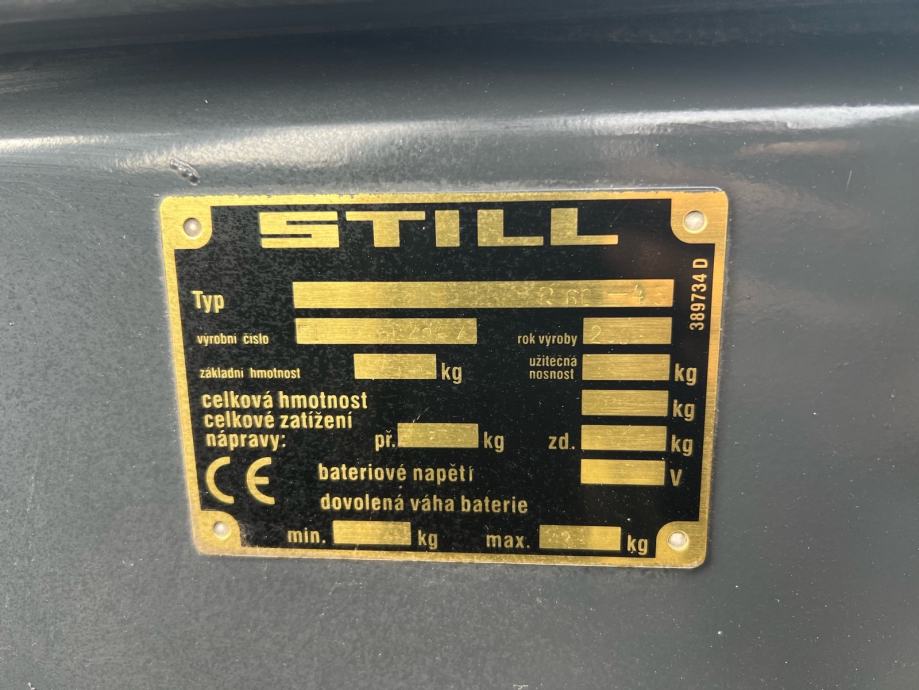 STILL
Typ R 60
389734 D
výrobní číslo rok výroby
základní hmotnost kg užitečná nosnost kg
celková hmotnost kg
celkové zatížení
nápravy: př. kg zd. kg
CE bateriové napětí V
dovolená váha baterie
min. kg max. kg